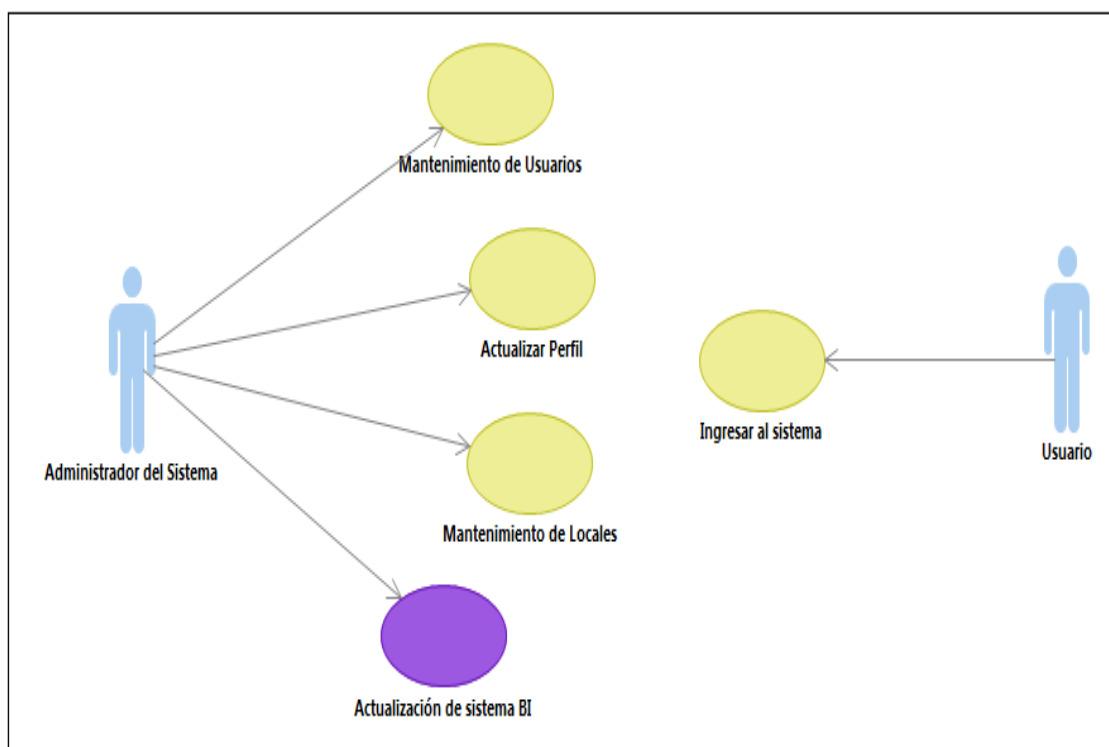 Mantenimiento de Usuarios
Actualizar Perfil
Ingresar al sistema
Usuario
Administrador del Sistema
Mantenimiento de Locales
Actualización de sistema BI